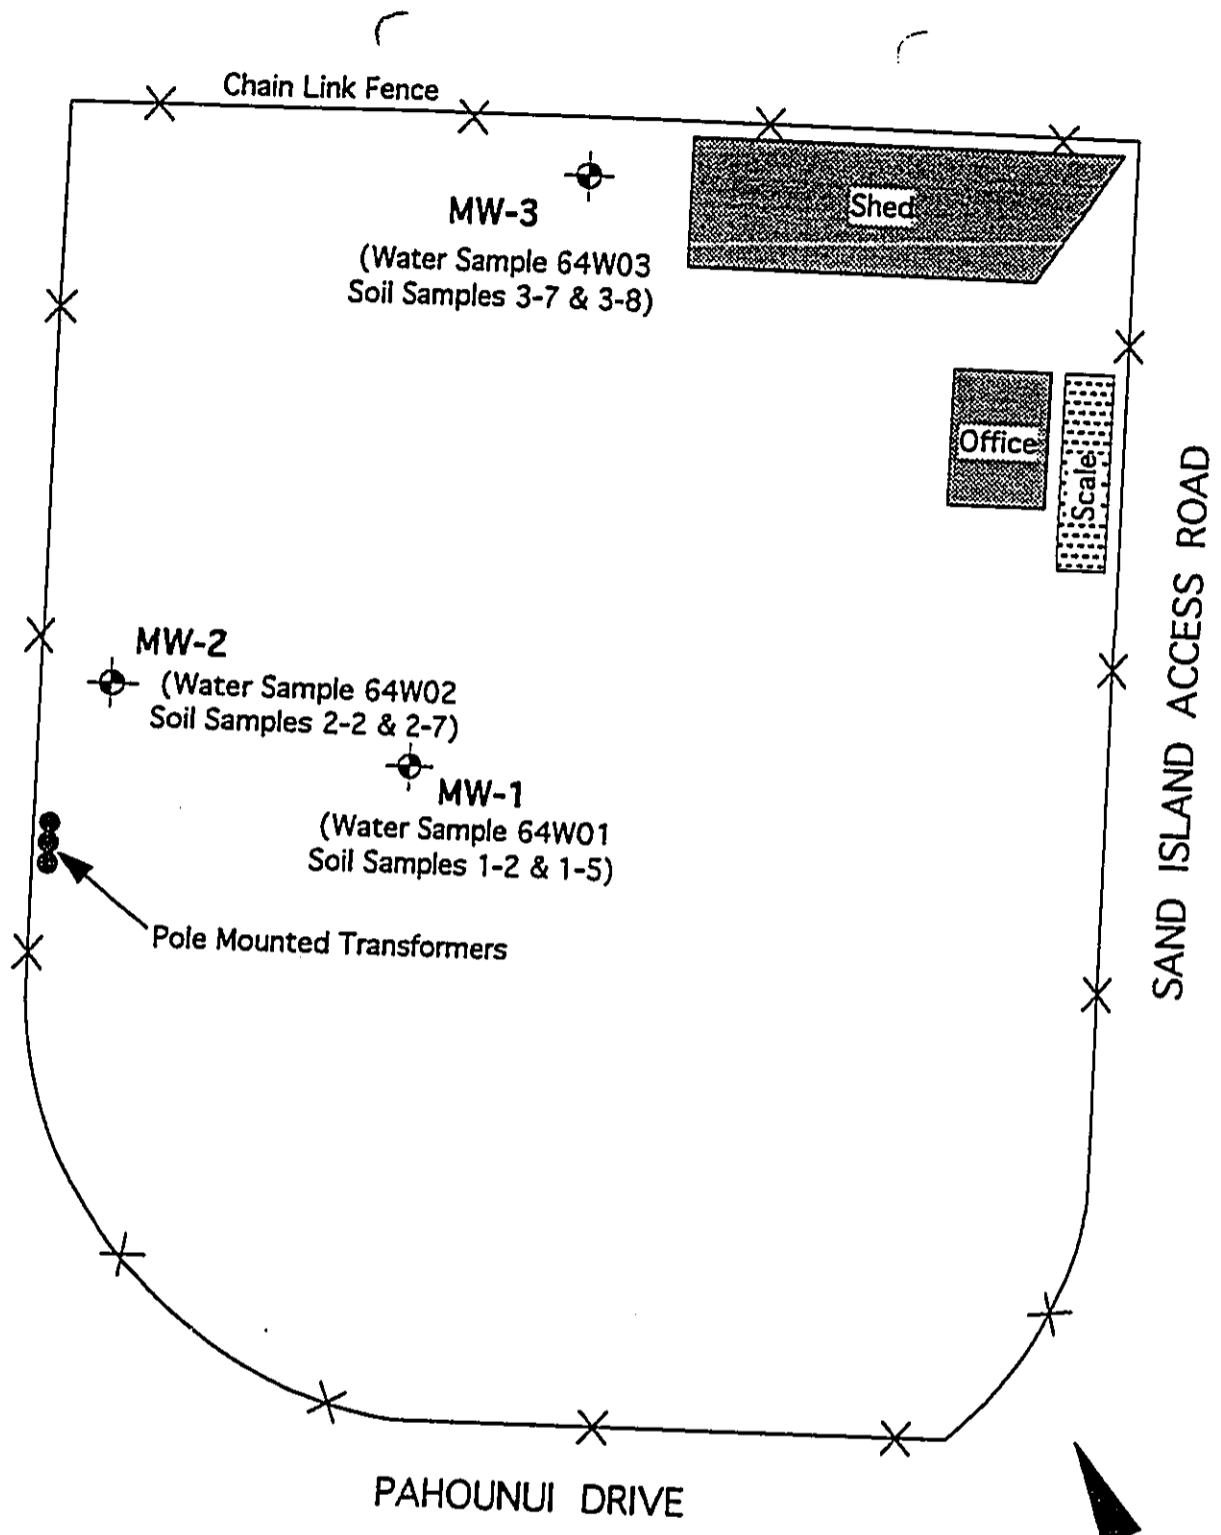 Chain Link Fence
MW-3
(Water Sample 64W03
Soil Samples 3-7 & 3-8)
Shed
Office
Scale
SAND ISLAND ACCESS ROAD
MW-2
(Water Sample 64W02
Soil Samples 2-2 & 2-7)
MW-1
(Water Sample 64W01
Soil Samples 1-2 & 1-5)
Pole Mounted Transformers
PAHOUNUI DRIVE